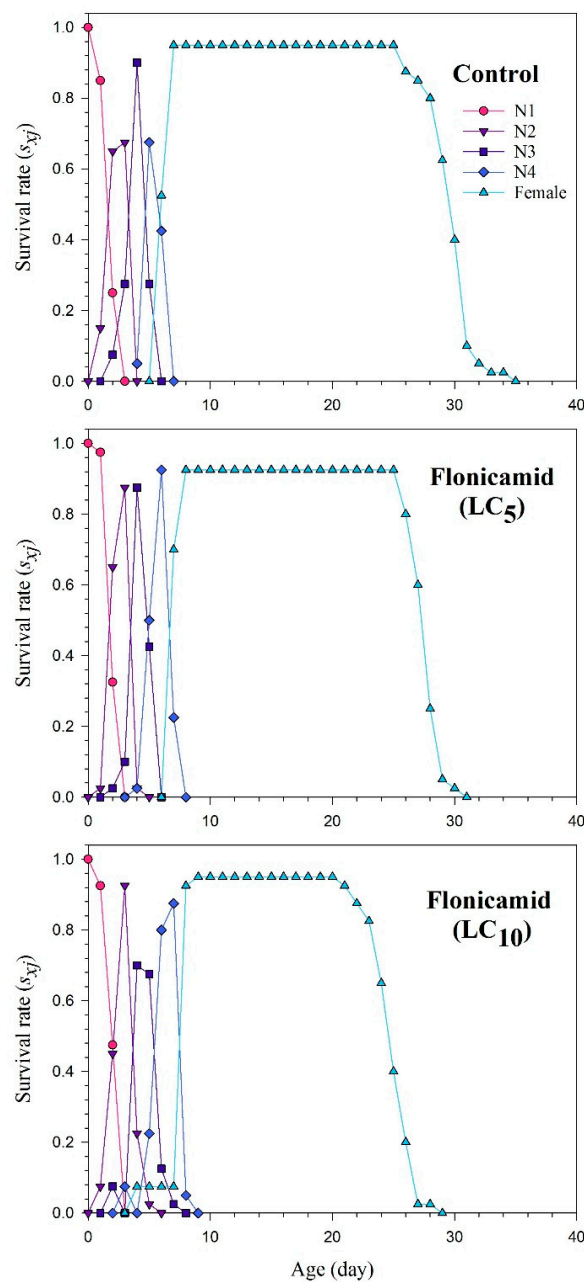 1.0
Control
N1
N2
N3
N4
Female
0.8
0.6
0.4
0.2
0.0
Survival rate (sxj)
0 10 20 30 40
1.0
Flonicamid
(LC5)
0.8
0.6
0.4
0.2
0.0
Survival rate (sxj)
0 10 20 30 40
1.0
Flonicamid
(LC10)
0.8
0.6
0.4
0.2
0.0
Survival rate (sxj)
0 10 20 30 40
Age (day)